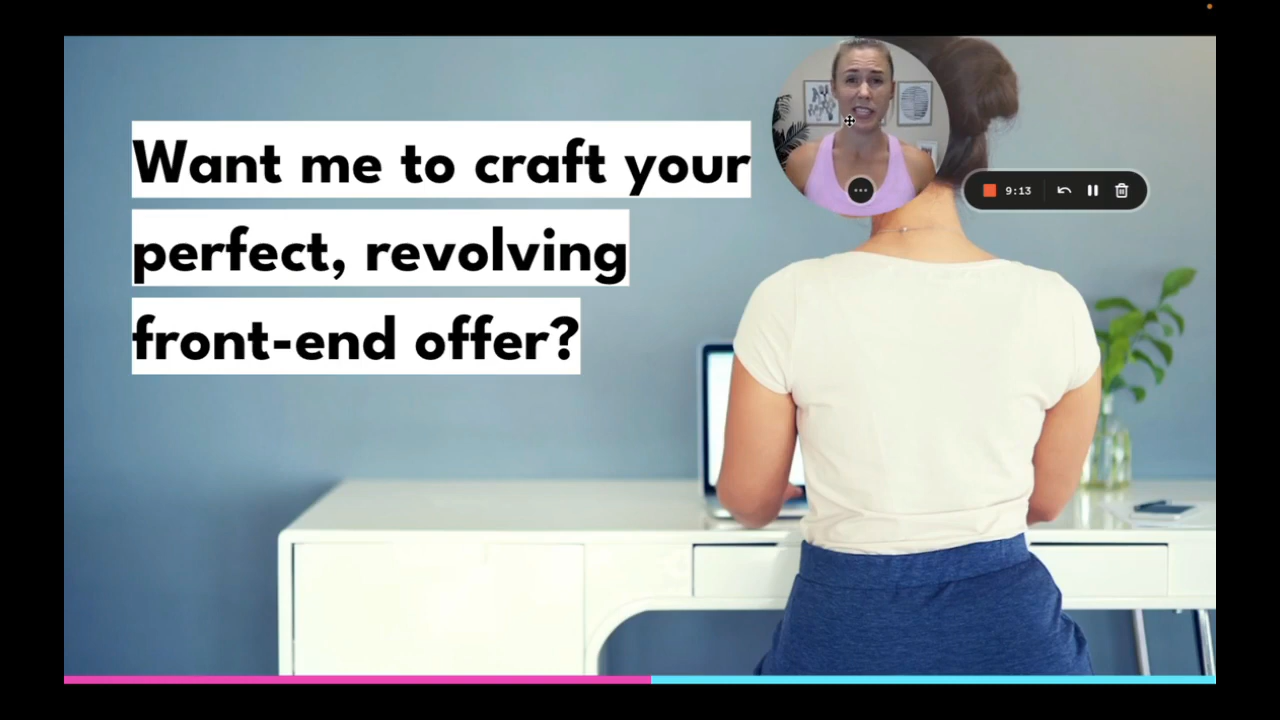 Want me to craft your
perfect, revolving
front-end offer?
9:13